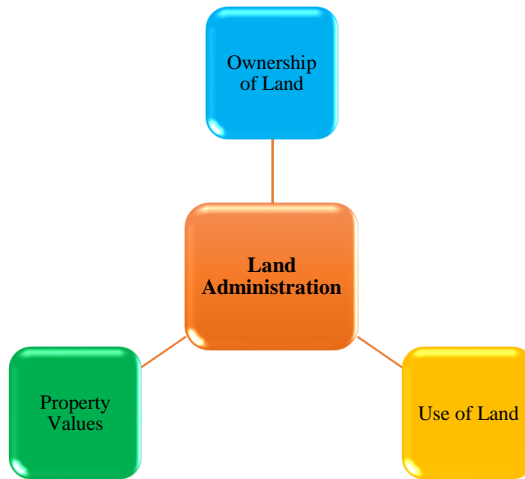 Ownership
of Land
Land
Administration
Property
Values
Use of Land